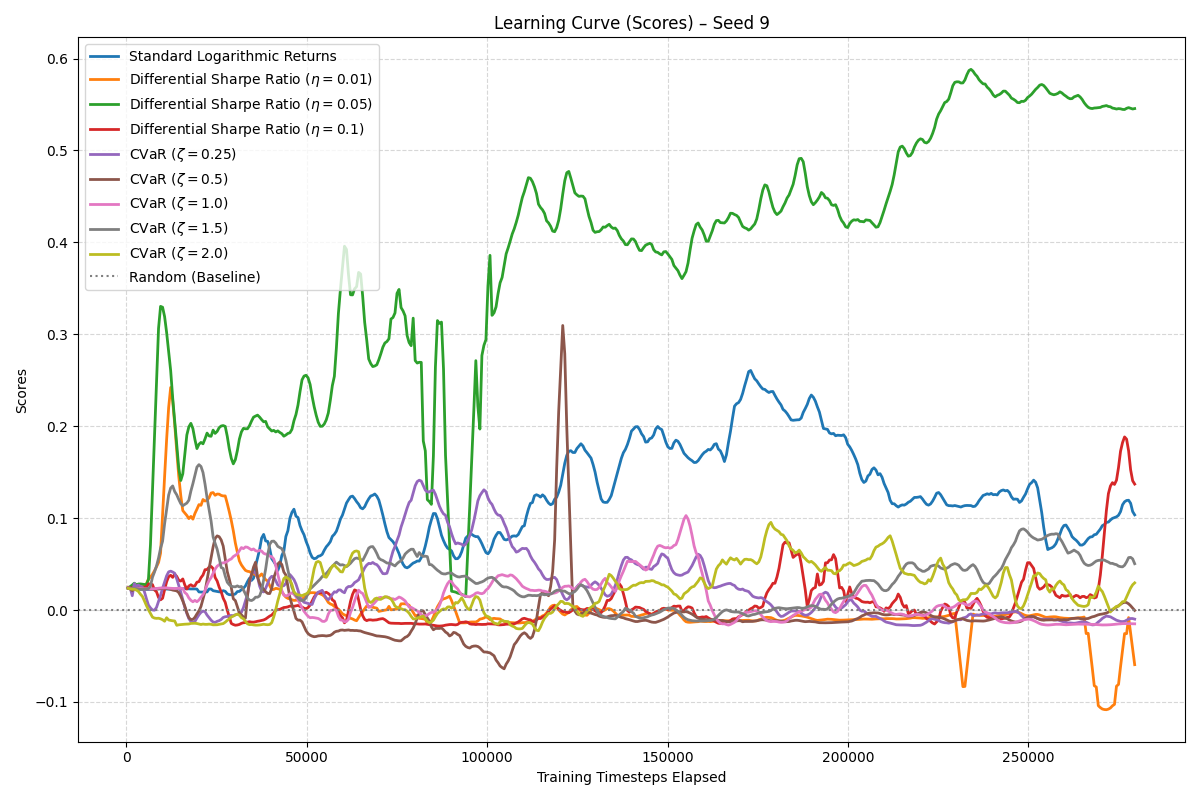 Learning Curve (Scores) – Seed 9
Scores
0.6
0.5
0.4
0.3
0.2
0.1
0.0
−0.1
Standard Logarithmic Returns
Differential Sharpe Ratio (η = 0.01)
Differential Sharpe Ratio (η = 0.05)
Differential Sharpe Ratio (η = 0.1)
CVaR (ζ = 0.25)
CVaR (ζ = 0.5)
CVaR (ζ = 1.0)
CVaR (ζ = 1.5)
CVaR (ζ = 2.0)
Random (Baseline)
0 50000 100000 150000 200000 250000
Training Timesteps Elapsed